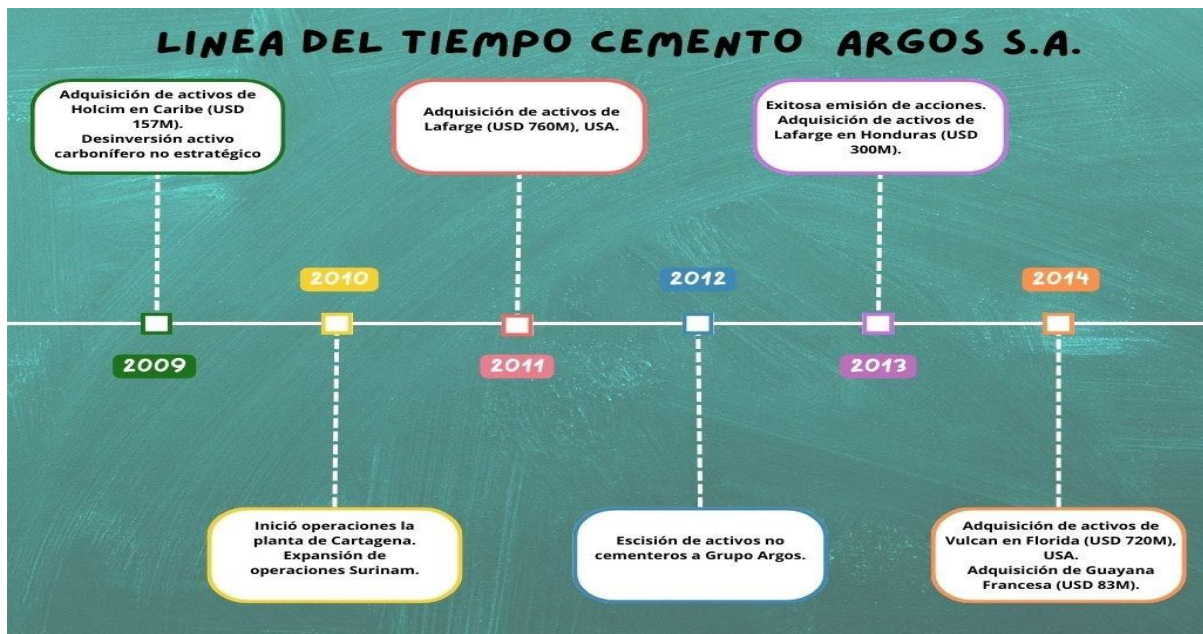 LINEA DEL TIEMPO CEMENTO ARGOS S.A.
Adquisición de activos de
Holcim en Caribe (USD
157M).
Desinversión activo
carbonífero no estratégico
2009
2010
Inició operaciones la
planta de Cartagena.
Expansión de
operaciones Surinam.
Adquisición de activos de
Lafarge (USD 760M), USA.
2011
2012
Escisión de activos no
cementeros a Grupo Argos.
Exitosa emisión de acciones.
Adquisición de activos de
Lafarge en Honduras (USD
300M).
2013
2014
Adquisición de activos de
Vulcan en Florida (USD 720M),
USA.
Adquisición de Guayana
Francesa (USD 83M).